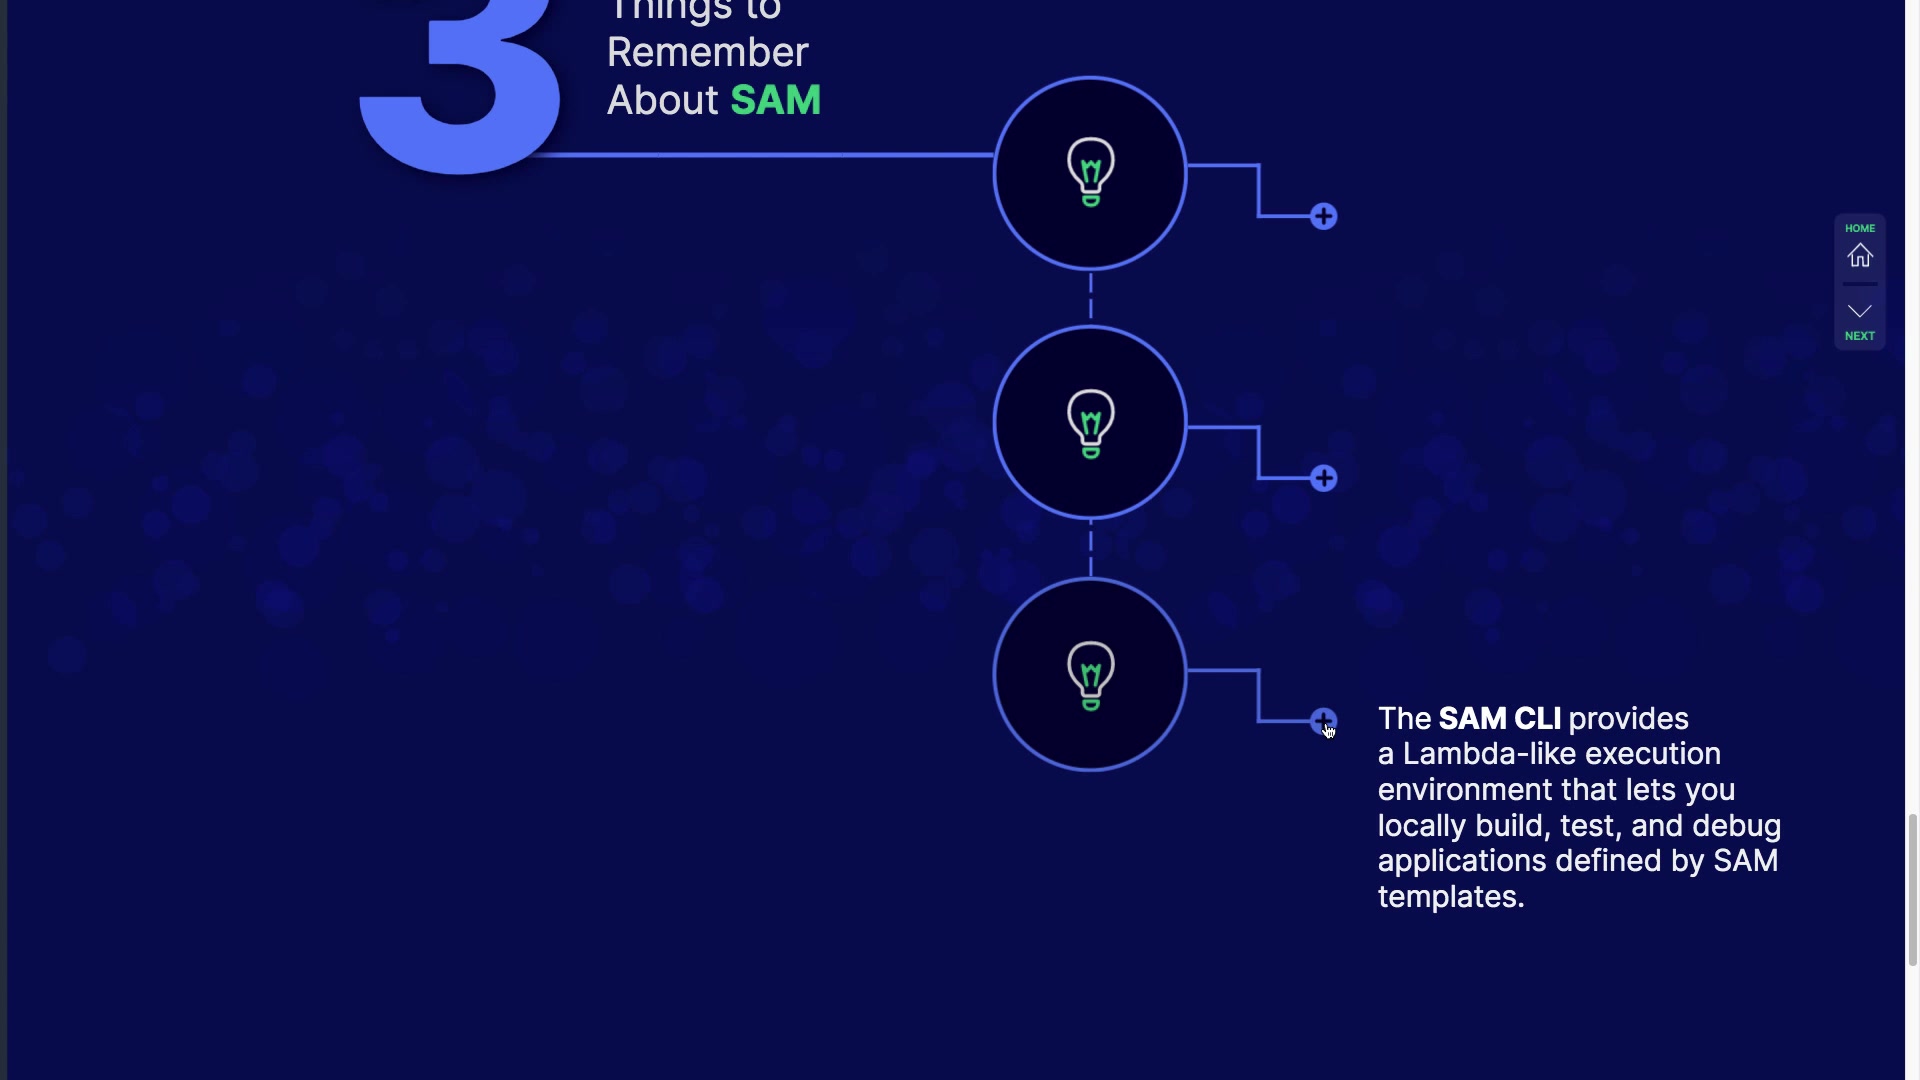 3
Things to
Remember
About SAM
HOME
NEXT
The SAM CLI provides
a Lambda-like execution
environment that lets you
locally build, test, and debug
applications defined by SAM
templates.